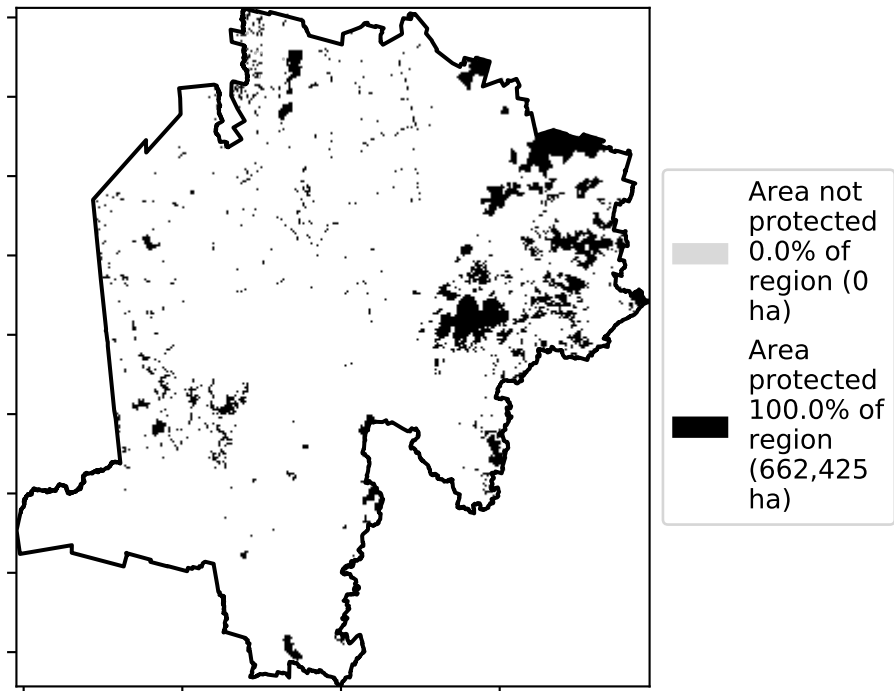 Area not
protected
0.0% of
region (0
ha)
Area
protected
100.0% of
region
(662,425
ha)